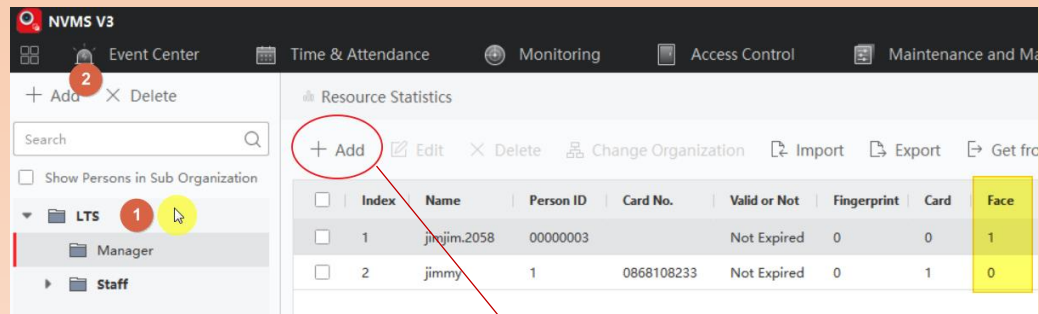 NVMS V3
Event Center Time & Attendance Monitoring Access Control Maintenance and Ma
2
+ Add × Delete Resource Statistics
Search + Add Edit × Delete Change Organization Import Export Get fro
Show Persons in Sub Organization
Index Name Person ID Card No. Valid or Not Fingerprint Card Face
LTS 1
1 jimjim.2058 00000003 Not Expired 0 0 1
Manager
2 jimmy 1 0868108233 Not Expired 0 1 0
Staff